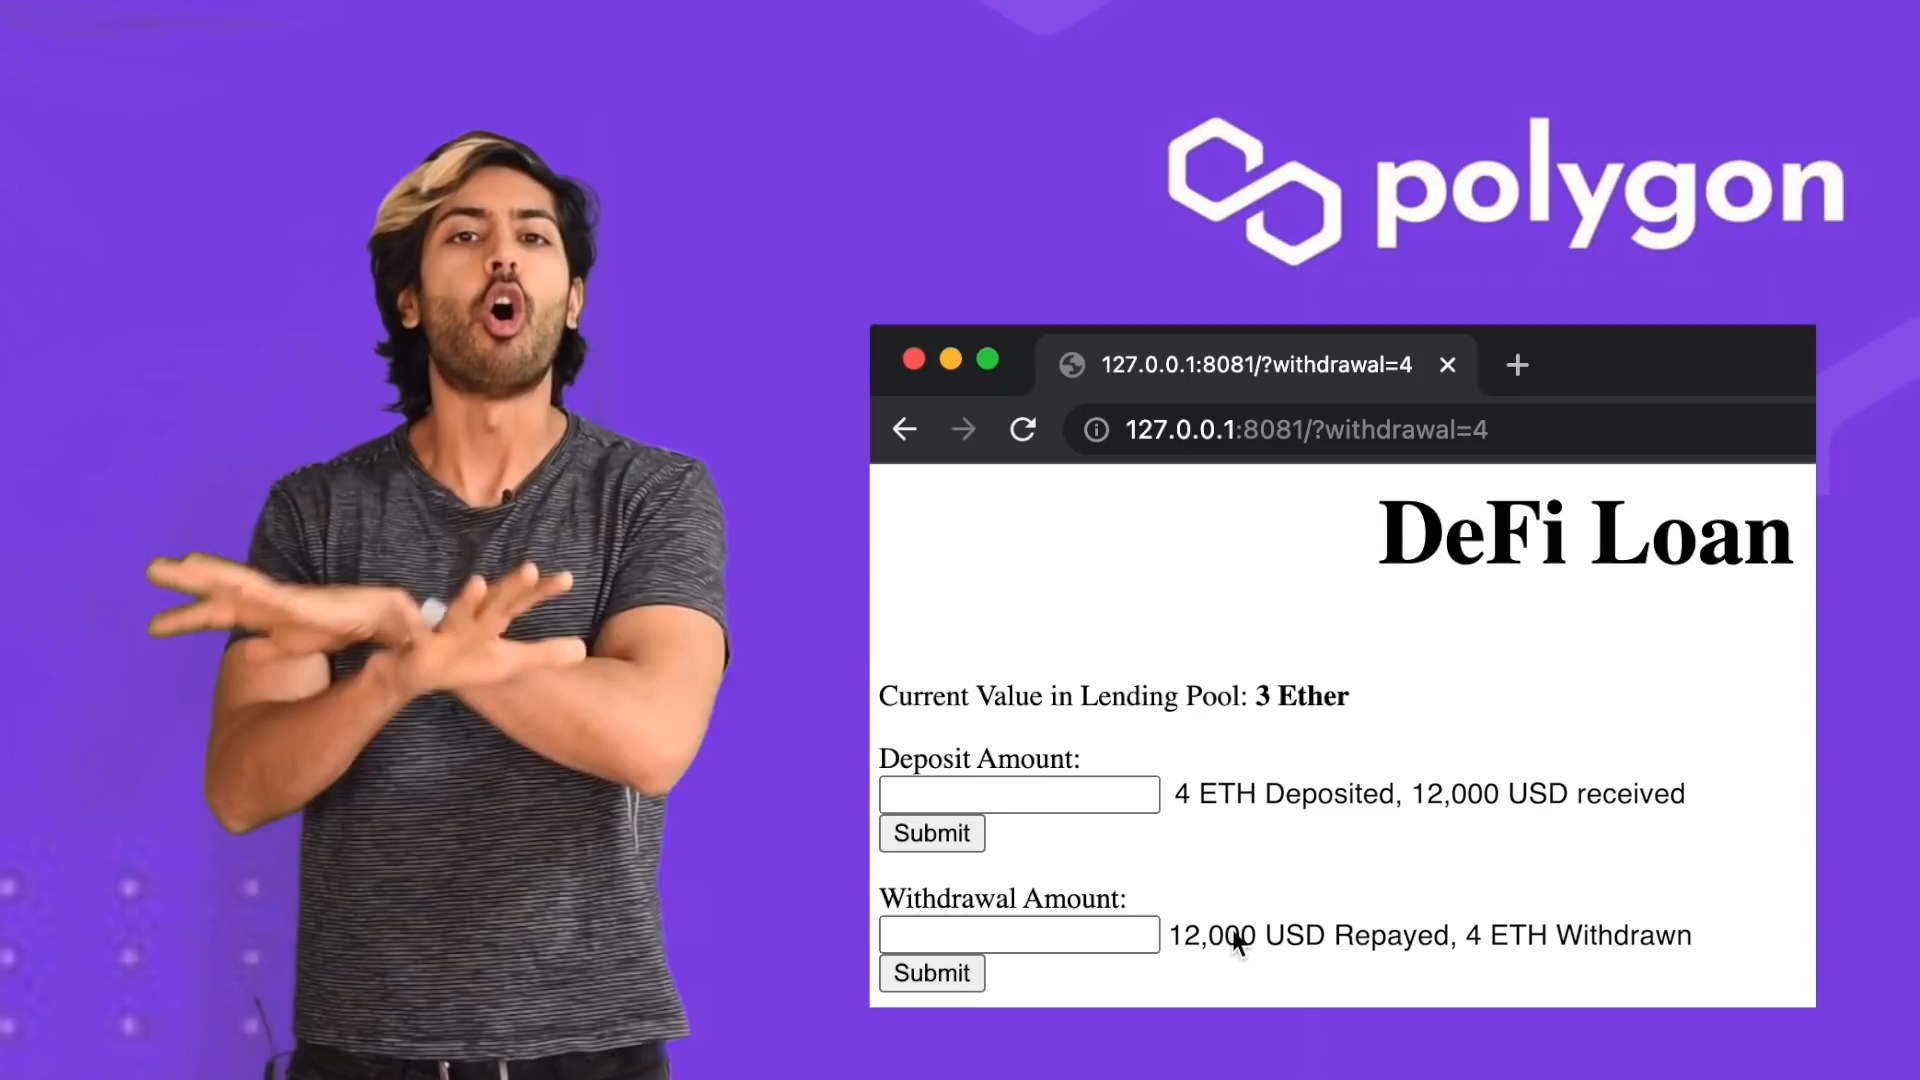 polygon
127.0.0.1:8081/?withdrawal=4
127.0.0.1:8081/?withdrawal=4
DeFi Loan
Current Value in Lending Pool: 3 Ether
Deposit Amount:
4 ETH Deposited, 12,000 USD received
Submit
Withdrawal Amount:
12,000 USD Repayed, 4 ETH Withdrawn
Submit